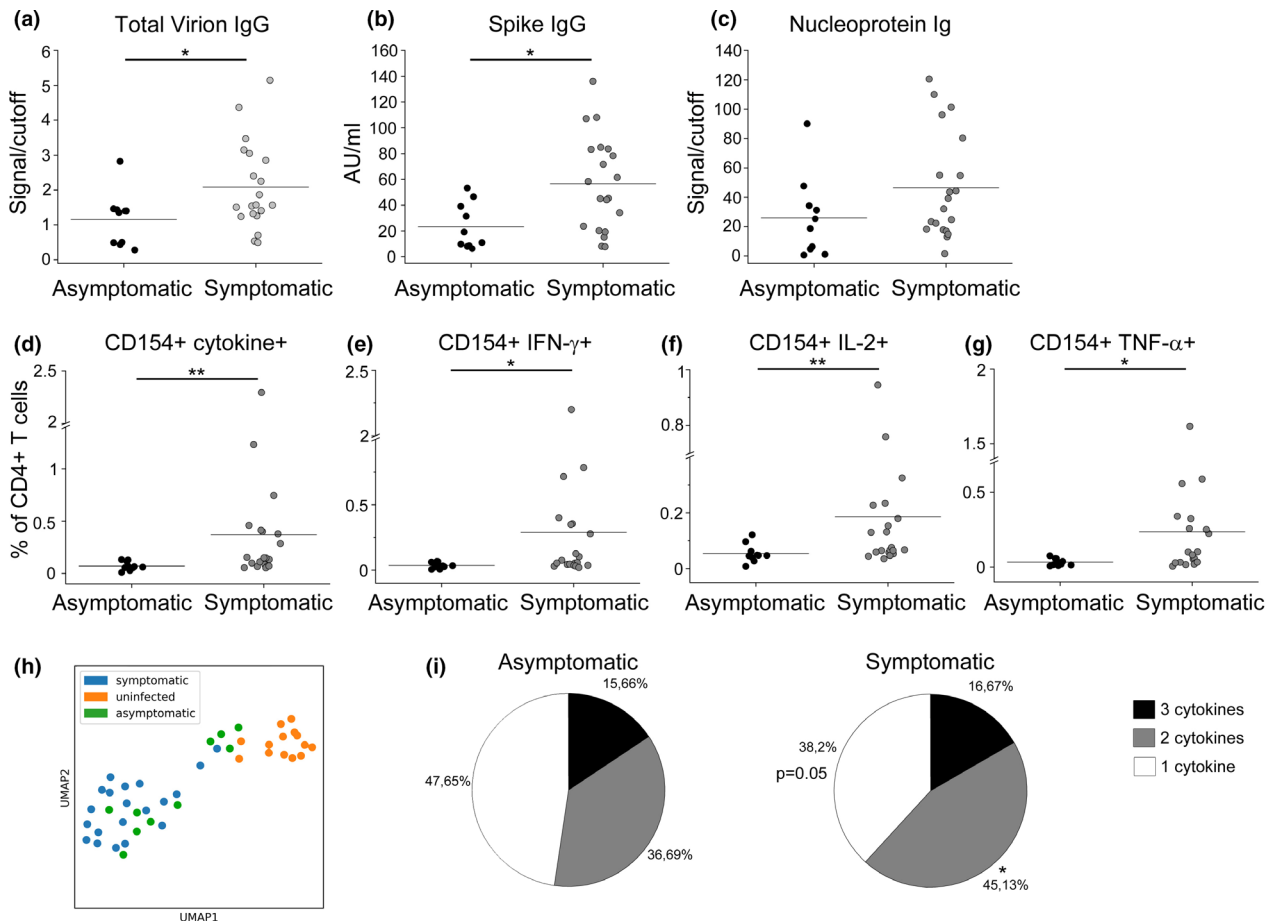 (a)
Total Virion IgG
*
Signal/cutoff
6
5
4
3
2
1
0
Asymptomatic Symptomatic
(b)
Spike IgG
*
AU/ml
160
140
120
100
80
60
40
20
0
Asymptomatic Symptomatic
(c)
Nucleoprotein Ig
Signal/cutoff
140
120
100
80
60
40
20
0
Asymptomatic Symptomatic
(d)
CD154+ cytokine+
**
% of CD4+ T cells
2.5
2
1
0.5
0
Asymptomatic Symptomatic
(e)
CD154+ IFN-γ+
*
2.5
2
0.5
0
Asymptomatic Symptomatic
(f)
CD154+ IL-2+
**
1
0.8
0.2
0
Asymptomatic Symptomatic
(g)
CD154+ TNF-α+
*
2
1.5
0.5
0
Asymptomatic Symptomatic
(h)
symptomatic
uninfected
asymptomatic
UMAP2
UMAP1
(i)
Asymptomatic
15,66%
47,65%
36,69%
Symptomatic
16,67%
38,2%
p=0.05
*
45,13%
3 cytokines
2 cytokines
1 cytokine